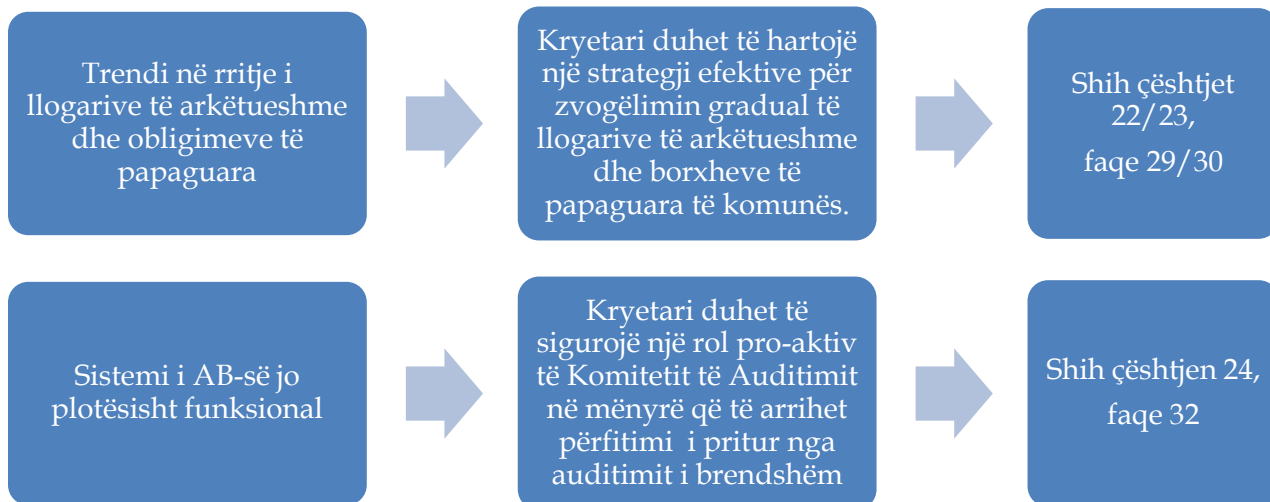 Trendi në rritje i
llogarive të arkëtueshme
dhe obligimeve të
papaguara
Kryetari duhet të hartojë
një strategji efektive për
zvogëlimin gradual të
llogarive të arkëtueshme
dhe borxheve të
papaguara të komunës.
Shih çështjet
22/23,
faqe 29/30
Sistemi i AB-së jo
plotësisht funksional
Kryetari duhet të
sigurojë një rol pro-aktiv
të Komitetit të Auditimit
në mënyrë që të arrihet
përfitimi i pritur nga
auditimit i brendshëm
Shih çështjen 24,
faqe 32